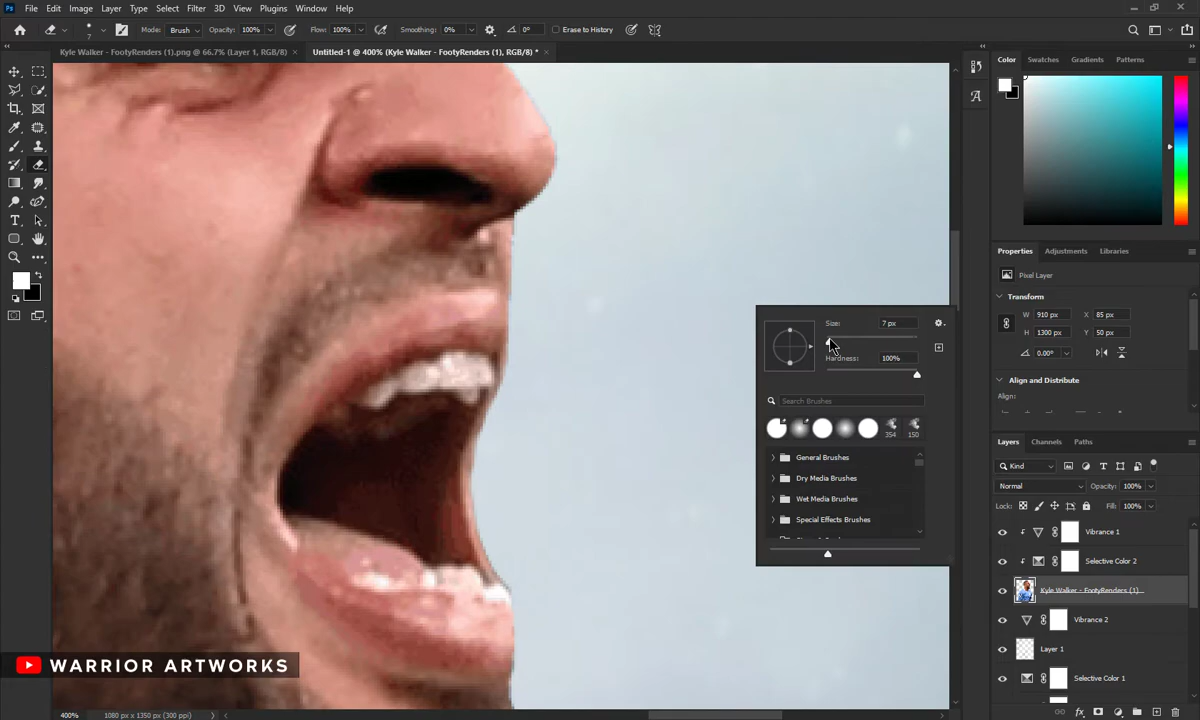 Ps File Edit Image Layer Type Select Filter 3D View Plugins Window Help
7 Mode: Brush Opacity: 100% Flow: 100% Smoothing: 0% 0° Erase to History
Kyle Walker - FootyRenders (1).png @ 66.7% (Layer 1, RGB/8) × Untitled-1 @ 400% (Kyle Walker - FootyRenders (1), RGB/8) * ×
Color Swatches Gradients Patterns
Properties Adjustments Libraries
Pixel Layer
Transform
W 910 px X 85 px
H 1300 px Y 50 px
0.00°
Align and Distribute
Align:
Size: 7 px
Hardness: 100%
Search Brushes
354 150
General Brushes
Dry Media Brushes
Wet Media Brushes
Special Effects Brushes
Layers Channels Paths
Kind
Normal Opacity: 100%
Lock: Fill: 100%
Vibrance 1
Selective Color 2
Kyle Walker - FootyRenders (1)
Vibrance 2
Layer 1
Selective Color 1
WARRIOR ARTWORKS
400% 1080 px x 1350 px (300 ppi)